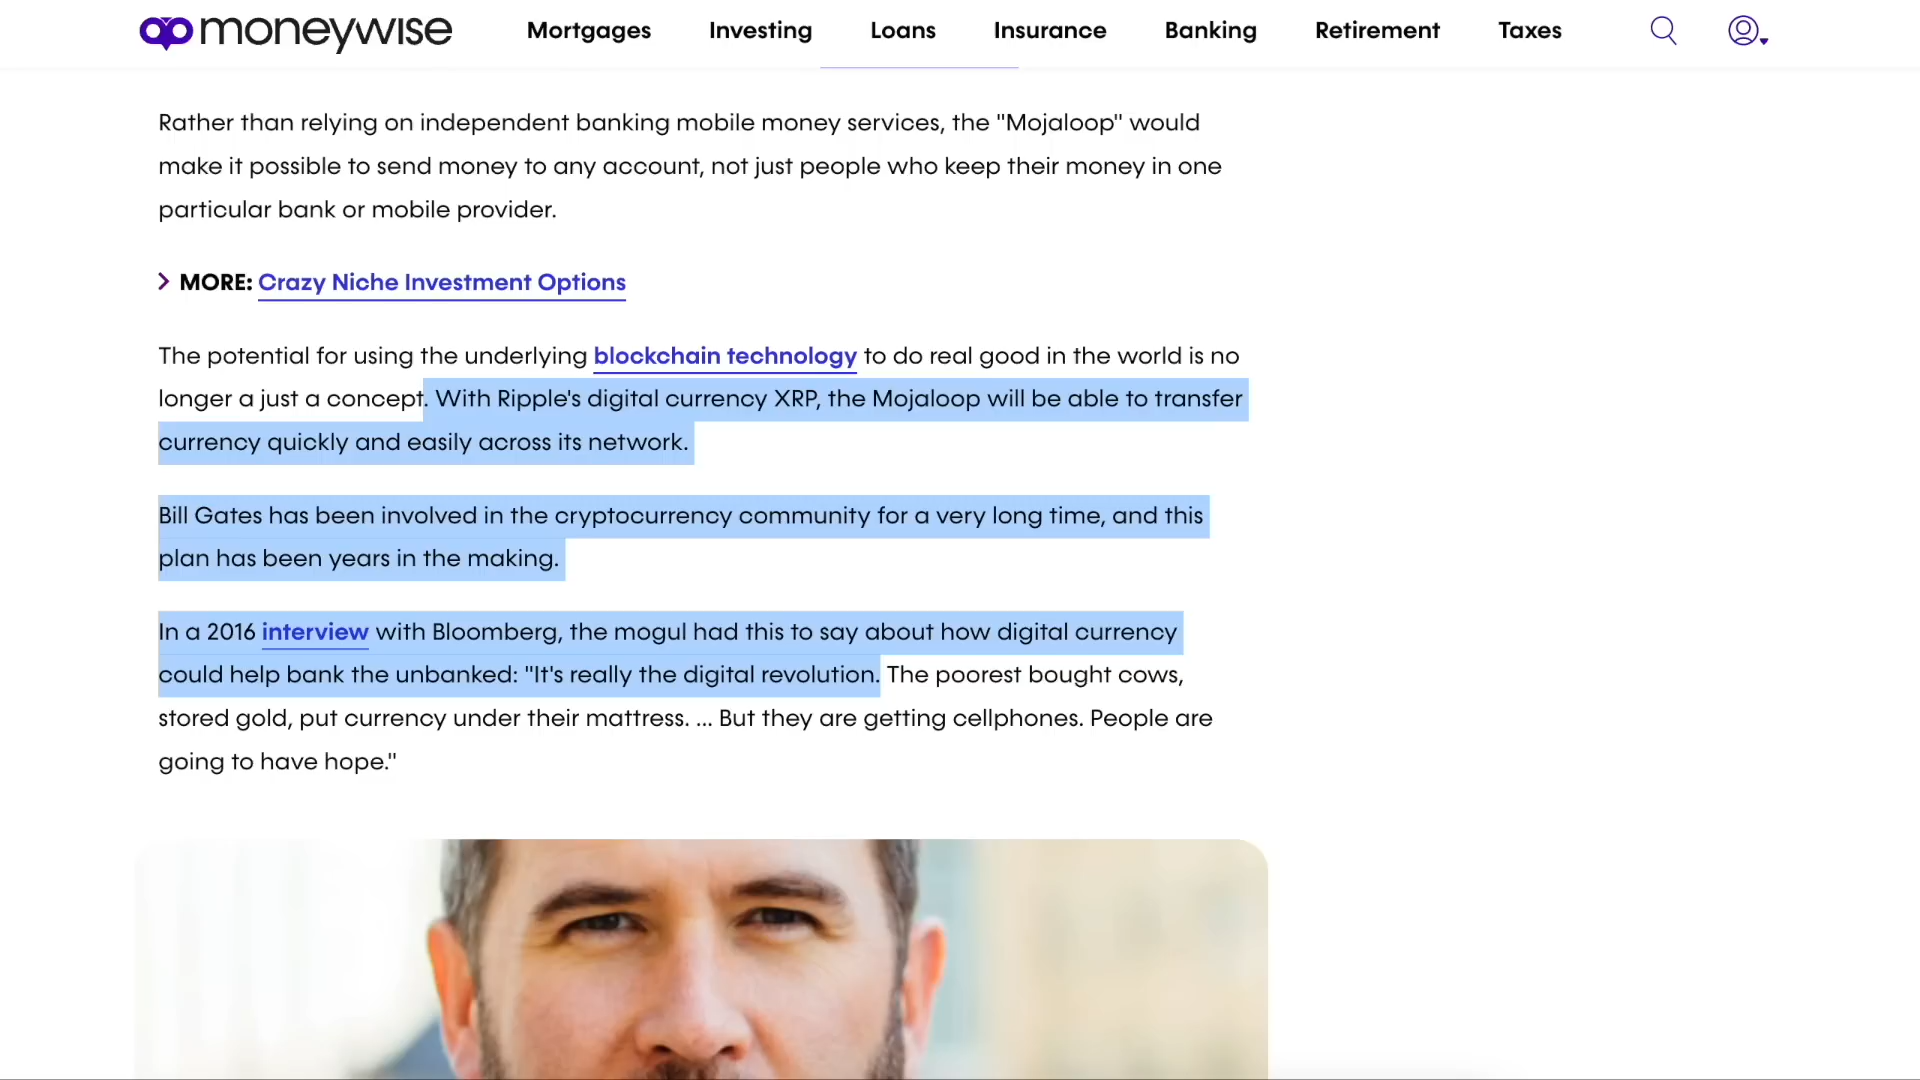 moneywise Mortgages Investing Loans Insurance Banking Retirement Taxes
Rather than relying on independent banking mobile money services, the "Mojaloop" would
make it possible to send money to any account, not just people who keep their money in one
particular bank or mobile provider.
MORE: Crazy Niche Investment Options
The potential for using the underlying blockchain technology to do real good in the world is no
longer a just a concept. With Ripple's digital currency XRP, the Mojaloop will be able to transfer
currency quickly and easily across its network.
Bill Gates has been involved in the cryptocurrency community for a very long time, and this
plan has been years in the making.
In a 2016 interview with Bloomberg, the mogul had this to say about how digital currency
could help bank the unbanked: "It's really the digital revolution. The poorest bought cows,
stored gold, put currency under their mattress. ... But they are getting cellphones. People are
going to have hope."